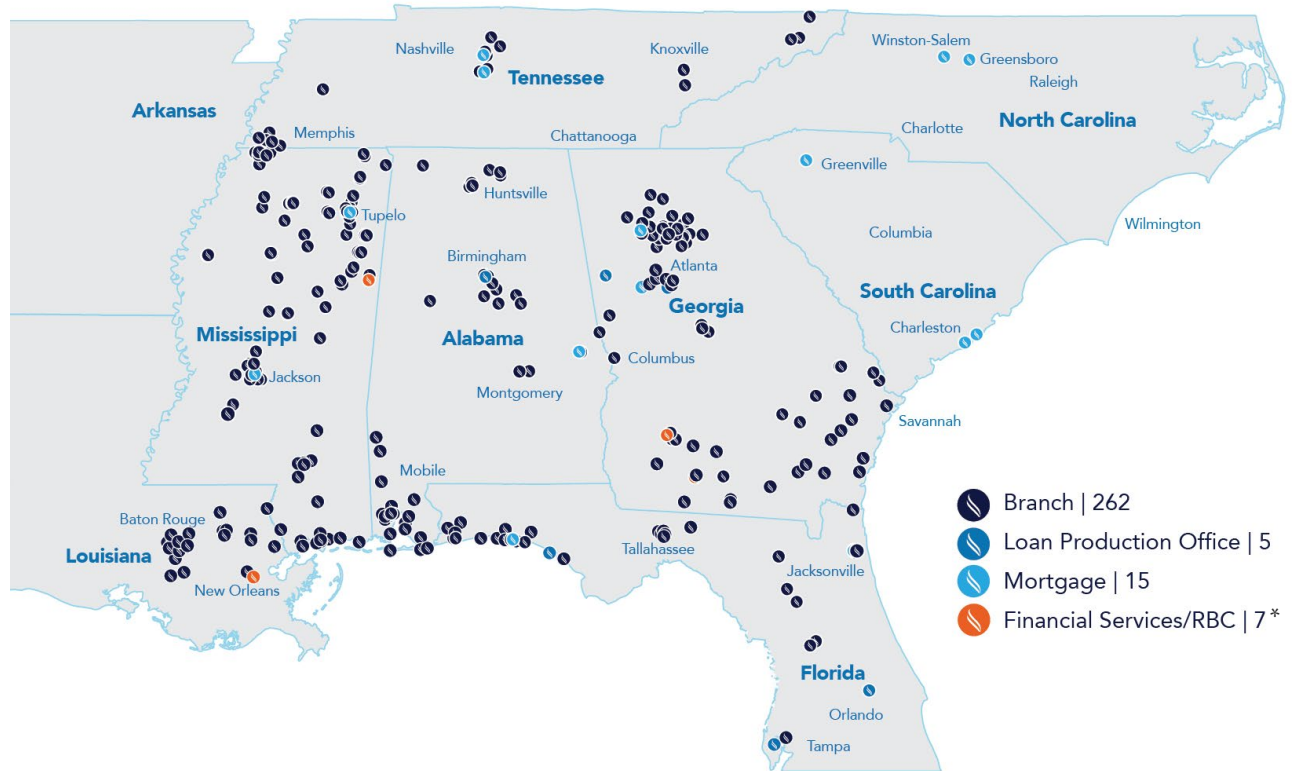 Nashville
Tennessee
Knoxville
Winston-Salem
Greensboro
Raleigh
Arkansas
Memphis
Chattanooga
Charlotte
North Carolina
Huntsville
Greenville
Tupelo
Columbia
Wilmington
Birmingham
Atlanta
South Carolina
Georgia
Mississippi
Alabama
Charleston
Columbus
Jackson
Montgomery
Savannah
Mobile
Baton Rouge
Louisiana
New Orleans
Tallahassee
Jacksonville
Florida
Orlando
Tampa
Branch | 262
Loan Production Office | 5
Mortgage | 15
Financial Services/RBC | 7*